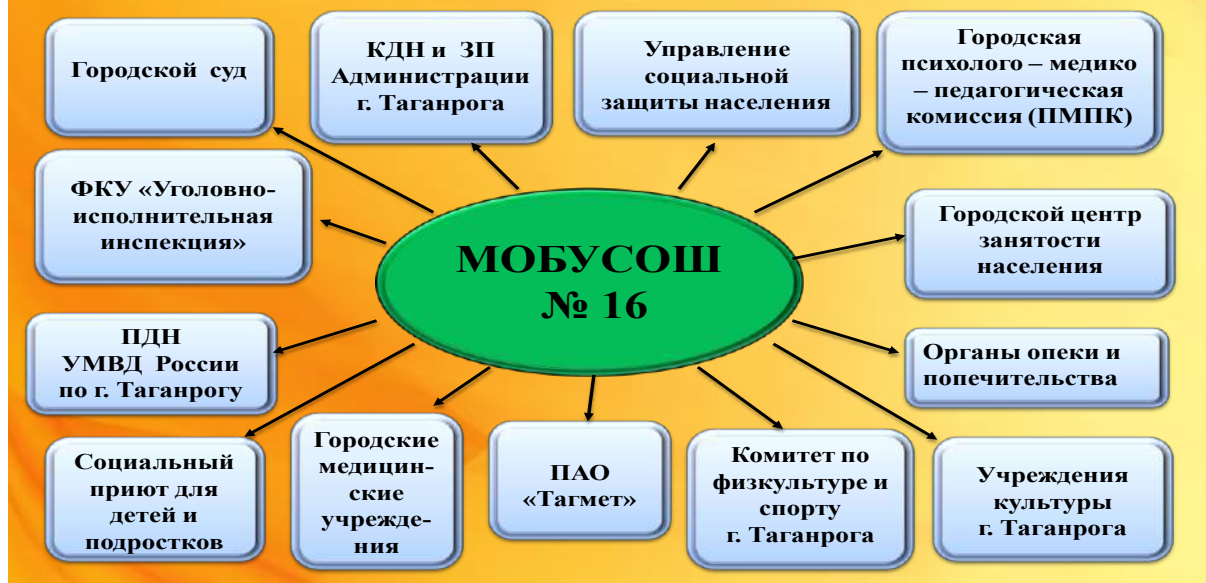 Городской суд
КДН и ЗП
Администрации
г. Таганрога
Управление
социальной
защиты населения
Городская
психолого – медико
– педагогическая
комиссия (ПМПК)
ФКУ «Уголовно-
исполнительная
инспекция»
МОБУСОШ
№ 16
Городской центр
занятости
населения
ПДН
УМВД России
по г. Таганрогу
Органы опеки и
попечительства
Социальный
приют для
детей и
подростков
Городские
медицин-
ские
учрежде-
ния
ПАО
«Тагмет»
Комитет по
физкультуре и
спорту
г. Таганрога
Учреждения
культуры
г. Таганрога